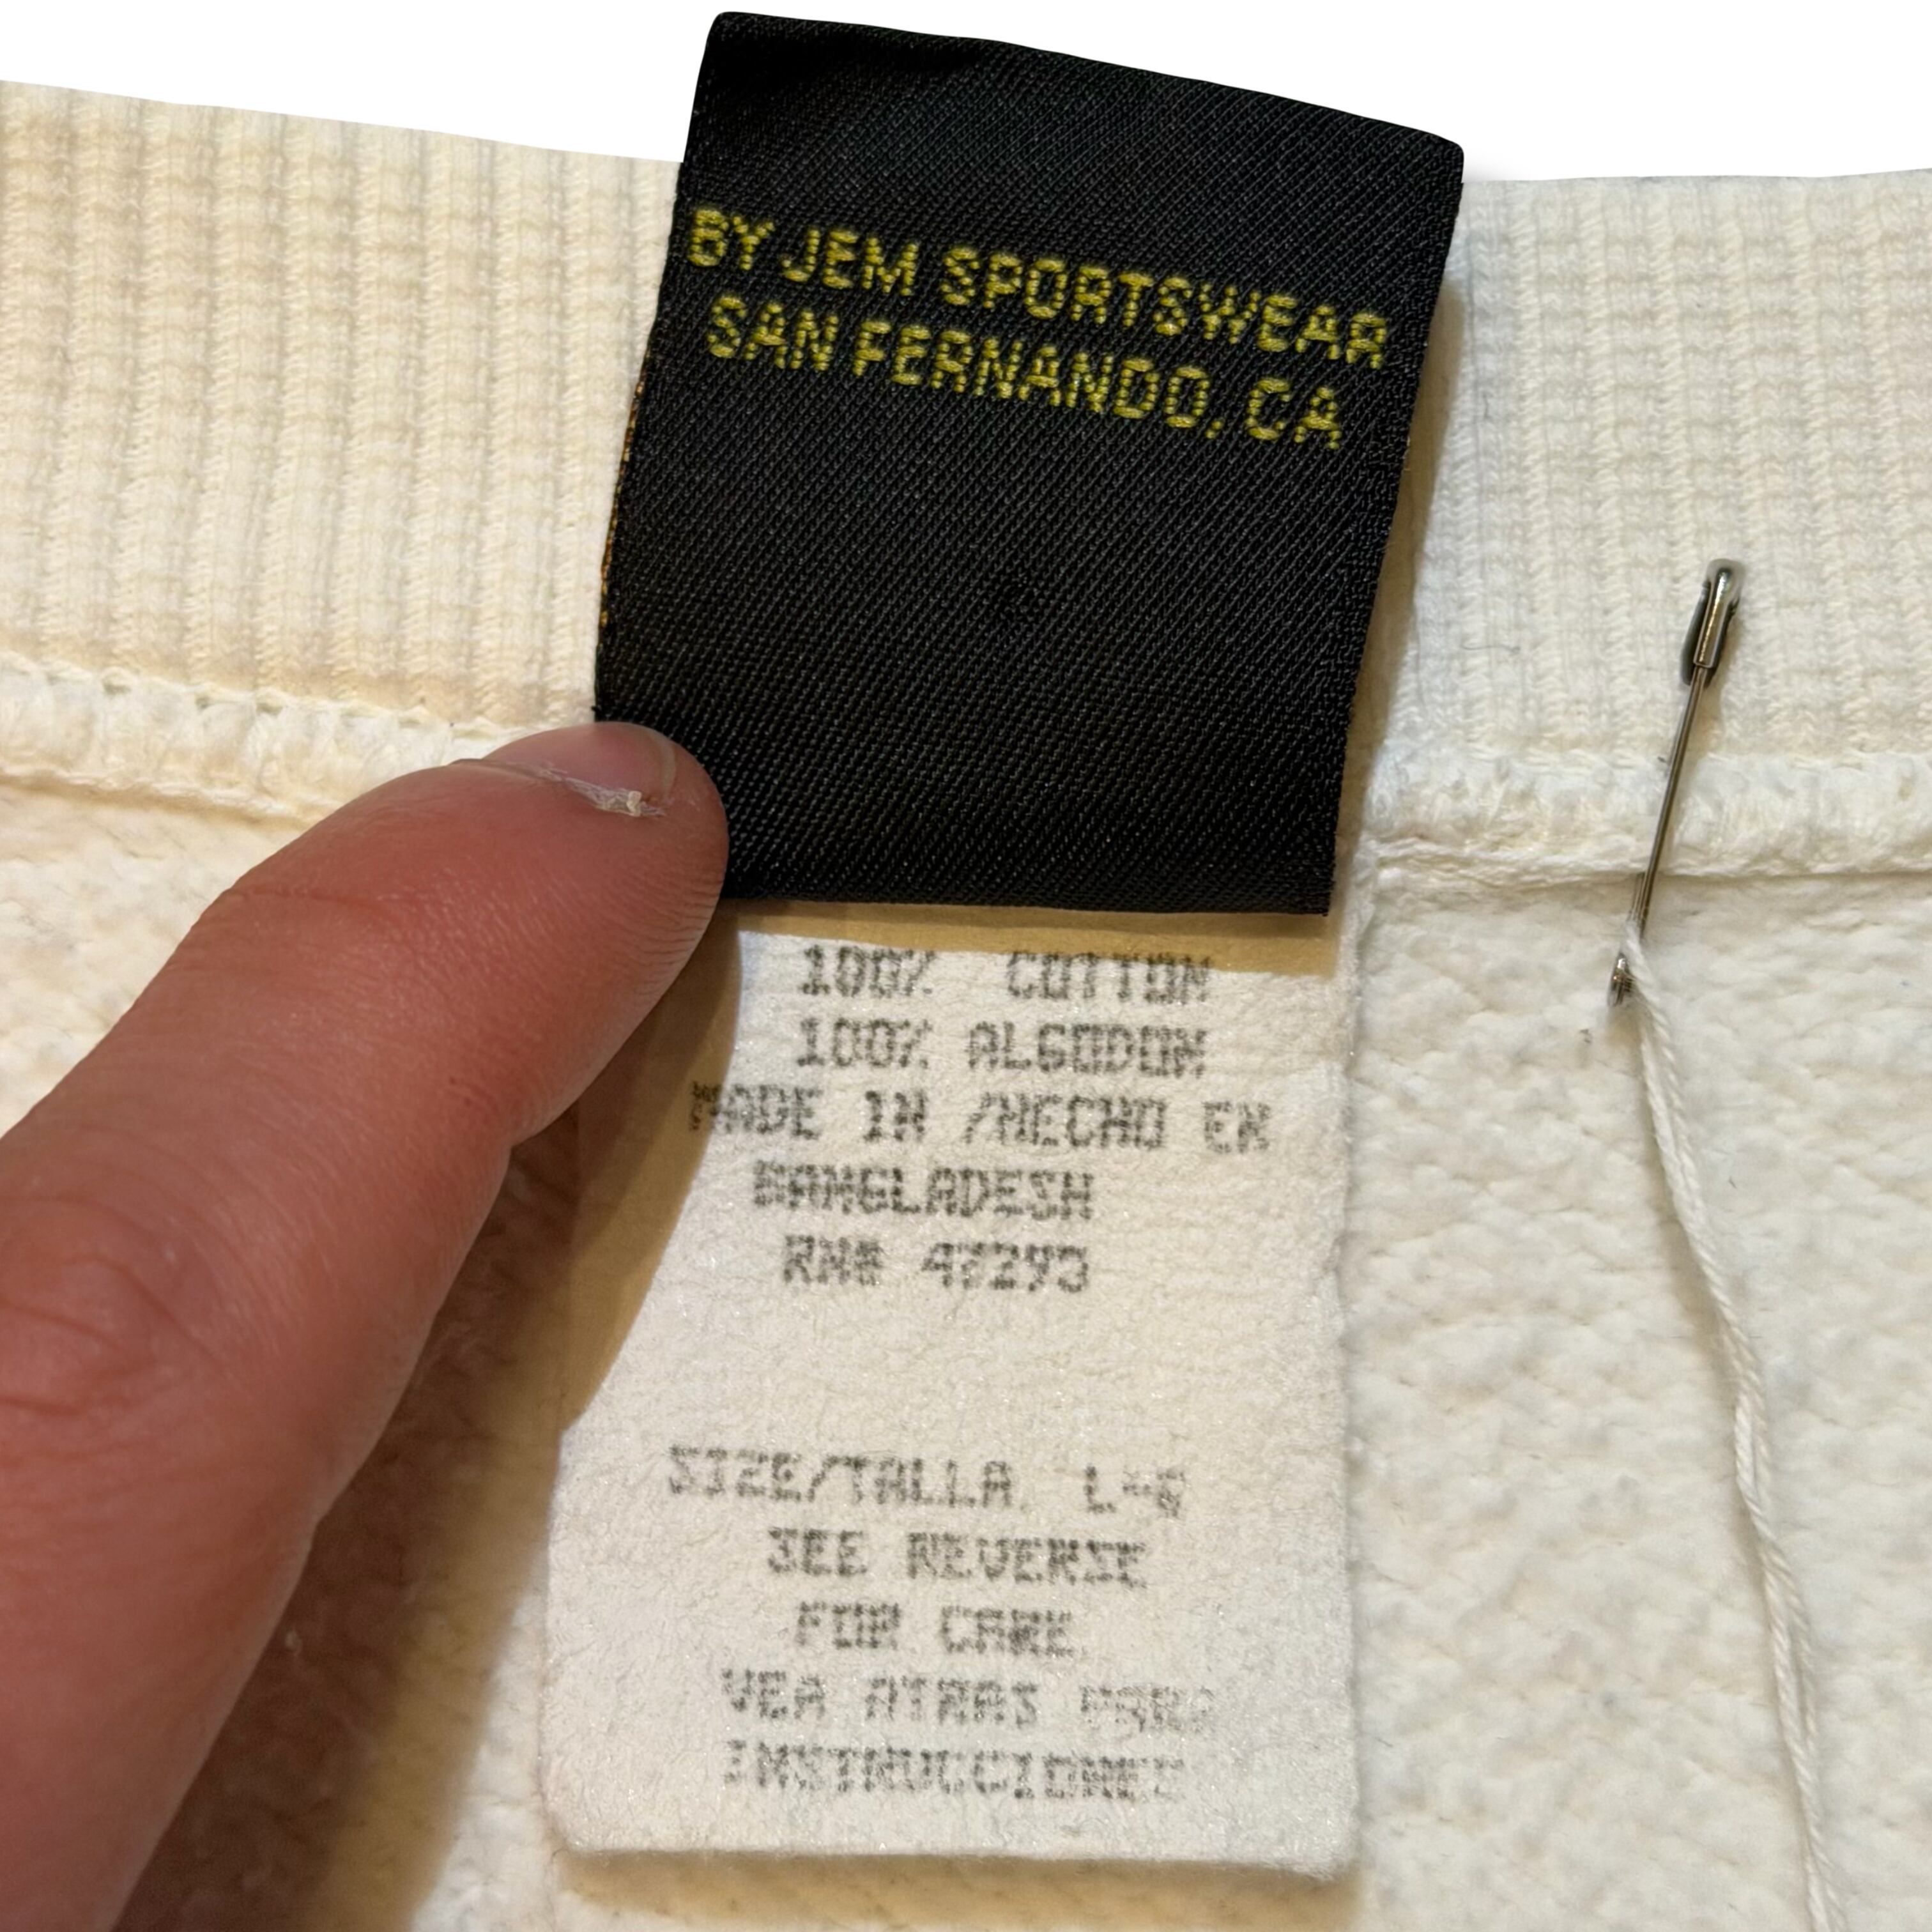 BY JEM SPORTSWEAR
SAN FERNANDO, CA
100% COTTON
100% ALGODON
MADE IN /HECHO EN
BANGLADESH
RN# 47293
SIZE/TALLA L-G
SEE REVERSE
FOR CARE
VEA ATRAS PARA
INSTRUCCIONES